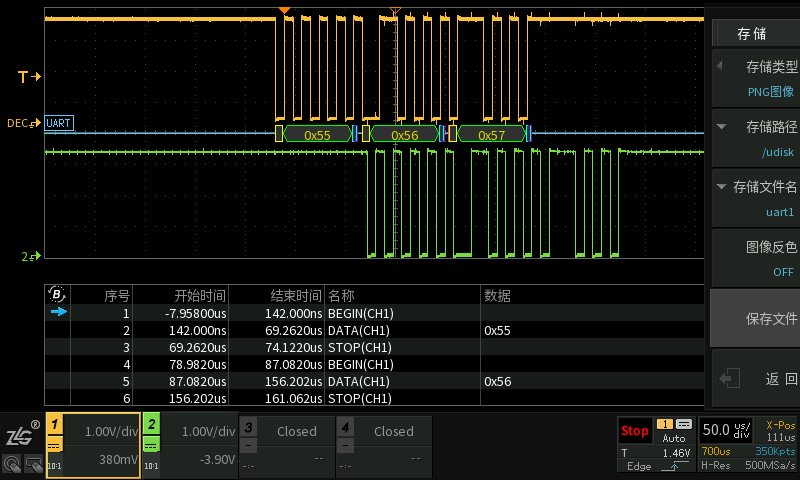 存 储
存储类型
PNG图像
存储路径
/udisk
存储文件名
uart1
图像反色
OFF
保存文件
返 回
T
DEC
UART
0x55
0x56
0x57
2
B 序号 开始时间 结束时间 名称 数据
1 -7.95800us 142.000ns BEGIN(CH1)
2 142.000ns 69.2620us DATA(CH1) 0x55
3 69.2620us 74.1220us STOP(CH1)
4 78.9820us 87.0820us BEGIN(CH1)
5 87.0820us 156.202us DATA(CH1) 0x56
6 156.202us 161.062us STOP(CH1)
ZLG®
1 1.00V/div
10:1 380mV
2 1.00V/div
10:1 -3.90V
3 Closed
-:- --
4 Closed
-:- --
Stop 1 Auto
T 1.46V
Edge
50.0 us/div
X-Pos
111us
700us 350Kpts
H-Res 500MSa/s